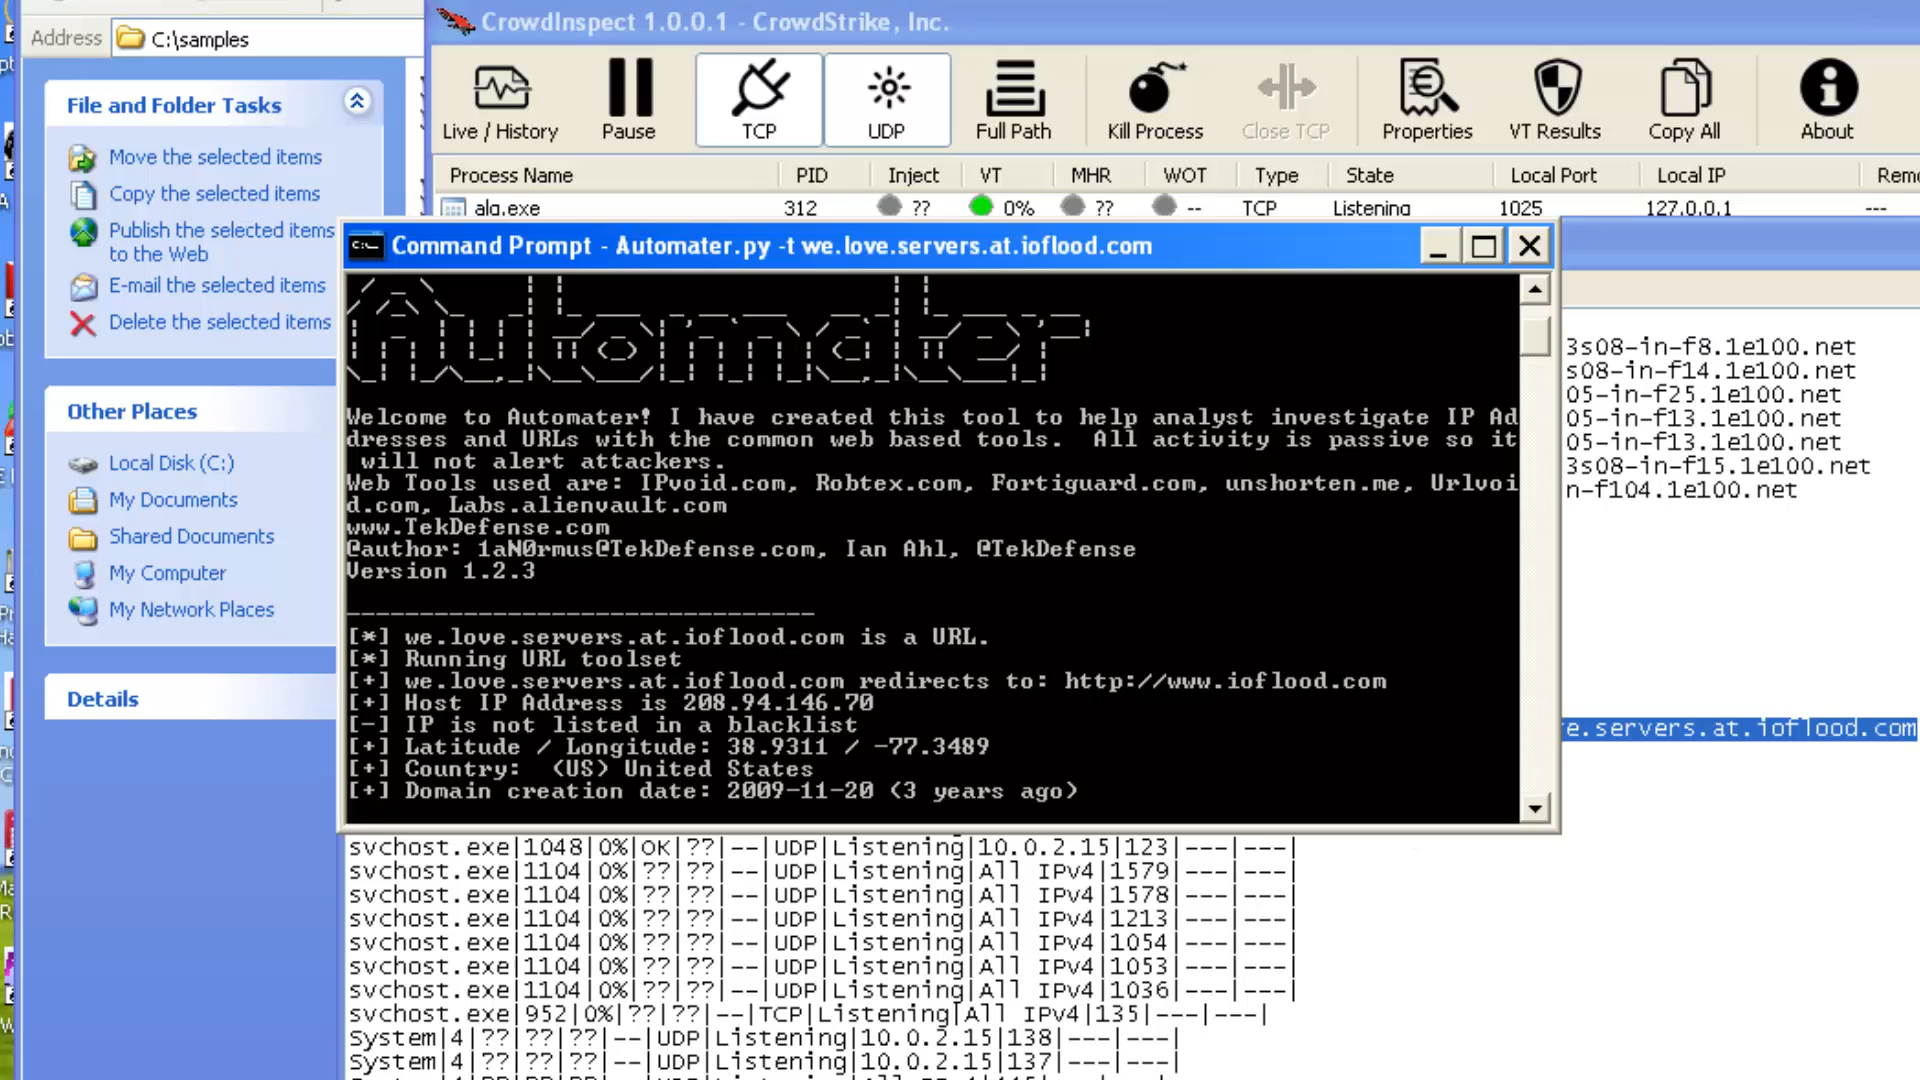 Address C:\samples
CrowdInspect 1.0.0.1 - CrowdStrike, Inc.
Live / History Pause TCP UDP Full Path Kill Process Close TCP Properties VT Results Copy All About
Process Name PID Inject VT MHR WOT Type State Local Port Local IP
alg.exe 312 ?? 0% ?? -- TCP Listening 1025 127.0.0.1 ---
File and Folder Tasks
Move the selected items
Copy the selected items
Publish the selected items
to the Web
E-mail the selected items
Delete the selected items
Other Places
Local Disk (C:)
My Documents
Shared Documents
My Computer
My Network Places
Details
Command Prompt - Automater.py -t we.love.servers.at.ioflood.com
Automater
Welcome to Automater! I have created this tool to help analyst investigate IP Ad
dresses and URLs with the common web based tools.  All activity is passive so it
will not alert attackers.
Web Tools used are: IPvoid.com, Robtex.com, Fortiguard.com, unshorten.me, Urlvoi
d.com, Labs.alienvault.com
www.TekDefense.com
@author: 1aN0rmus@TekDefense.com, Ian Ahl, @TekDefense
Version 1.2.3
--------------------------------
[*] we.love.servers.at.ioflood.com is a URL.
[*] Running URL toolset
[+] we.love.servers.at.ioflood.com redirects to: http://www.ioflood.com
[+] Host IP Address is 208.94.146.70
[-] IP is not listed in a blacklist
[+] Latitude / Longitude: 38.9311 / -77.3489
[+] Country:  (US) United States
[+] Domain creation date: 2009-11-20 (3 years ago)
3s08-in-f8.1e100.net
s08-in-f14.1e100.net
05-in-f25.1e100.net
05-in-f13.1e100.net
05-in-f13.1e100.net
3s08-in-f15.1e100.net
n-f104.1e100.net
e.servers.at.ioflood.com
svchost.exe|1048|0%|OK|??|--|UDP|Listening|10.0.2.15|123|---|---|
svchost.exe|1104|0%|??|??|--|UDP|Listening|All IPv4|1579|---|---|
svchost.exe|1104|0%|??|??|--|UDP|Listening|All IPv4|1578|---|---|
svchost.exe|1104|0%|??|??|--|UDP|Listening|All IPv4|1213|---|---|
svchost.exe|1104|0%|??|??|--|UDP|Listening|All IPv4|1054|---|---|
svchost.exe|1104|0%|??|??|--|UDP|Listening|All IPv4|1053|---|---|
svchost.exe|1104|0%|??|??|--|UDP|Listening|All IPv4|1036|---|---|
svchost.exe|952|0%|??|??|--|TCP|Listening|All IPv4|135|---|---|
System|4|??|??|??|--|UDP|Listening|10.0.2.15|138|---|---|
System|4|??|??|??|--|UDP|Listening|10.0.2.15|137|---|---|